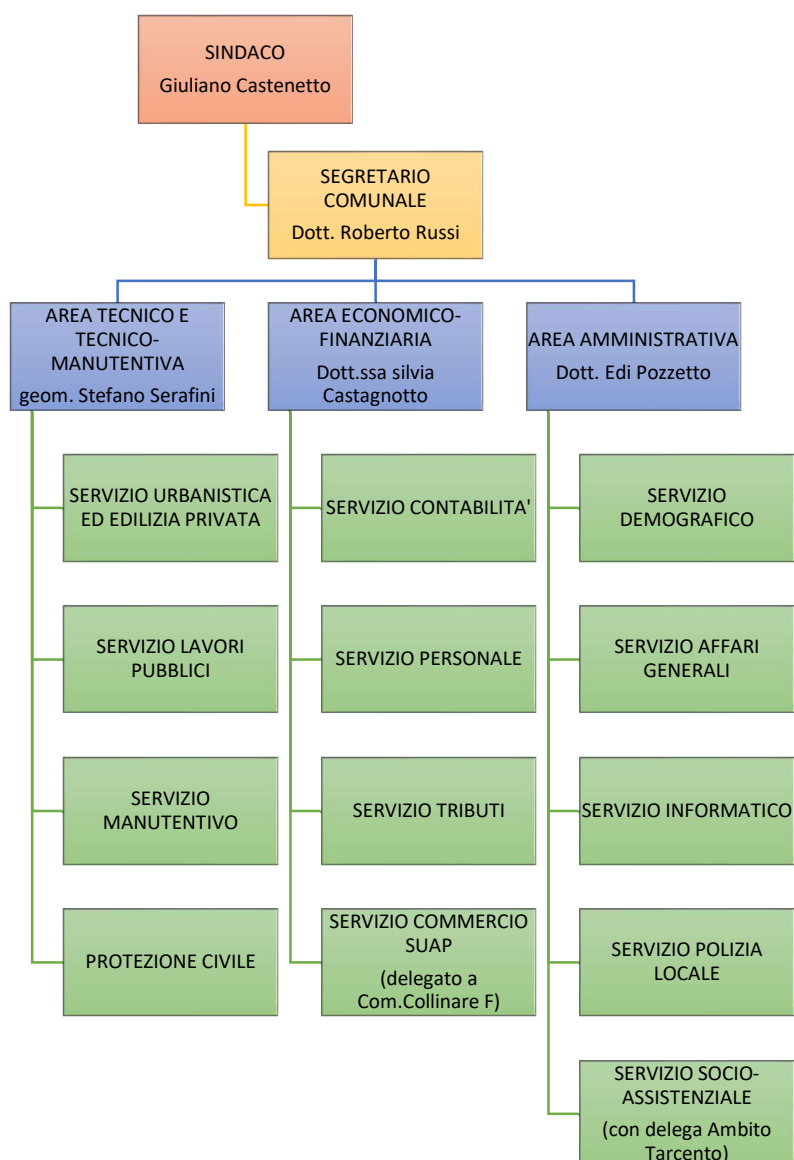 SINDACO
Giuliano Castenetto
SEGRETARIO
COMUNALE
Dott. Roberto Russi
AREA TECNICO E
TECNICO-
MANUTENTIVA
geom. Stefano Serafini
AREA ECONOMICO-
FINANZIARIA
Dott.ssa silvia
Castagnotto
AREA AMMINISTRATIVA
Dott. Edi Pozzetto
SERVIZIO URBANISTICA
ED EDILIZIA PRIVATA
SERVIZIO LAVORI
PUBBLICI
SERVIZIO
MANUTENTIVO
PROTEZIONE CIVILE
SERVIZIO CONTABILITA'
SERVIZIO PERSONALE
SERVIZIO TRIBUTI
SERVIZIO COMMERCIO
SUAP
(delegato a
Com.Collinare F)
SERVIZIO
DEMOGRAFICO
SERVIZIO AFFARI
GENERALI
SERVIZIO INFORMATICO
SERVIZIO POLIZIA
LOCALE
SERVIZIO SOCIO-
ASSISTENZIALE
(con delega Ambito
Tarcento)